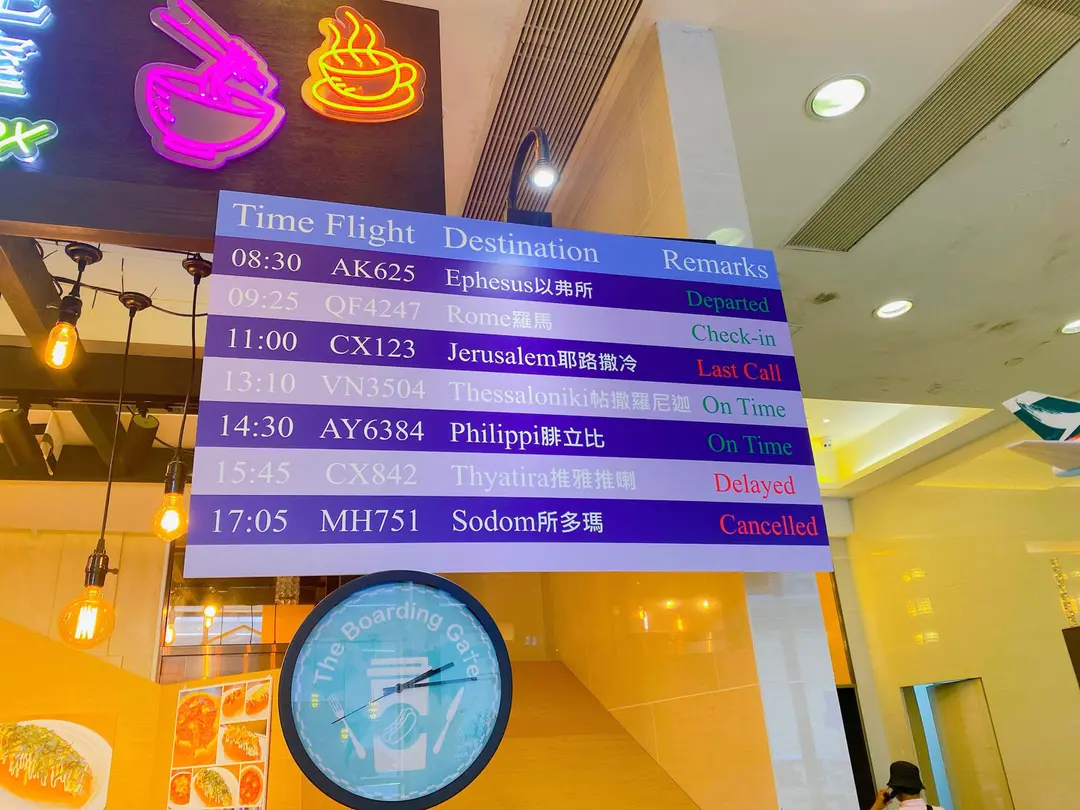 Time Flight Destination Remarks
08:30 AK625 Ephesus以弗所 Departed
09:25 QF4247 Rome羅馬 Check-in
11:00 CX123 Jerusalem耶路撒冷 Last Call
13:10 VN3504 Thessaloniki帖撒羅尼迦 On Time
14:30 AY6384 Philippi腓立比 On Time
15:45 CX842 Thyatira推雅推喇 Delayed
17:05 MH751 Sodom所多瑪 Cancelled
The Boarding Gate